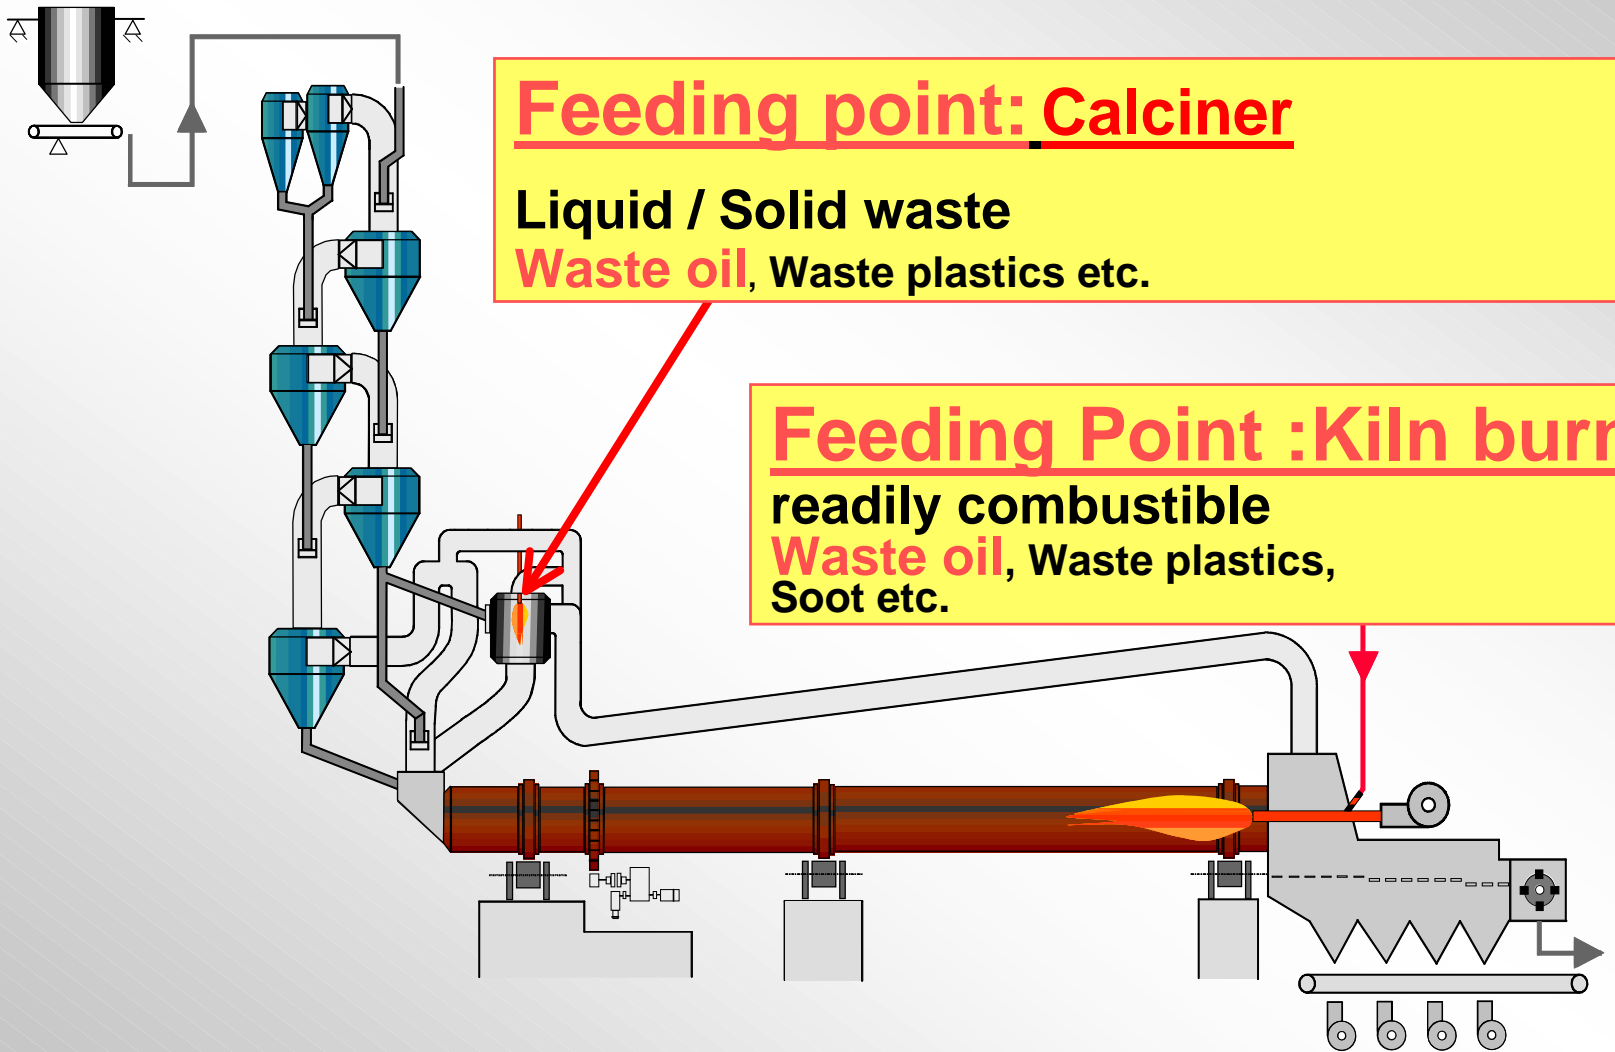 Feeding point: Calciner
Liquid / Solid waste
Waste oil, Waste plastics etc.
Feeding Point :Kiln
readily combustible
Waste oil, Waste plastics,
Soot etc.